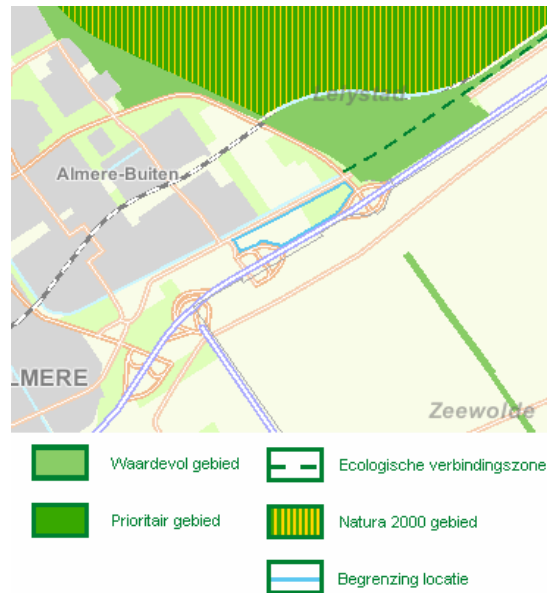 Lelystad
Almere-Buiten
LMERE
Zeewolde
Waardevol gebied
Ecologische verbindingszone
Prioritair gebied
Natura 2000 gebied
Begrenzing locatie